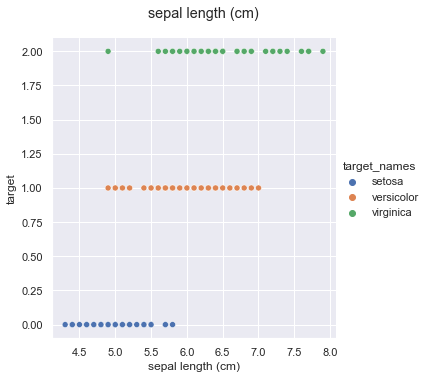 sepal length (cm)
2.00
1.75
1.50
1.25
1.00
0.75
0.50
0.25
0.00
target
4.5 5.0 5.5 6.0 6.5 7.0 7.5 8.0
sepal length (cm)
target_names
setosa
versicolor
virginica